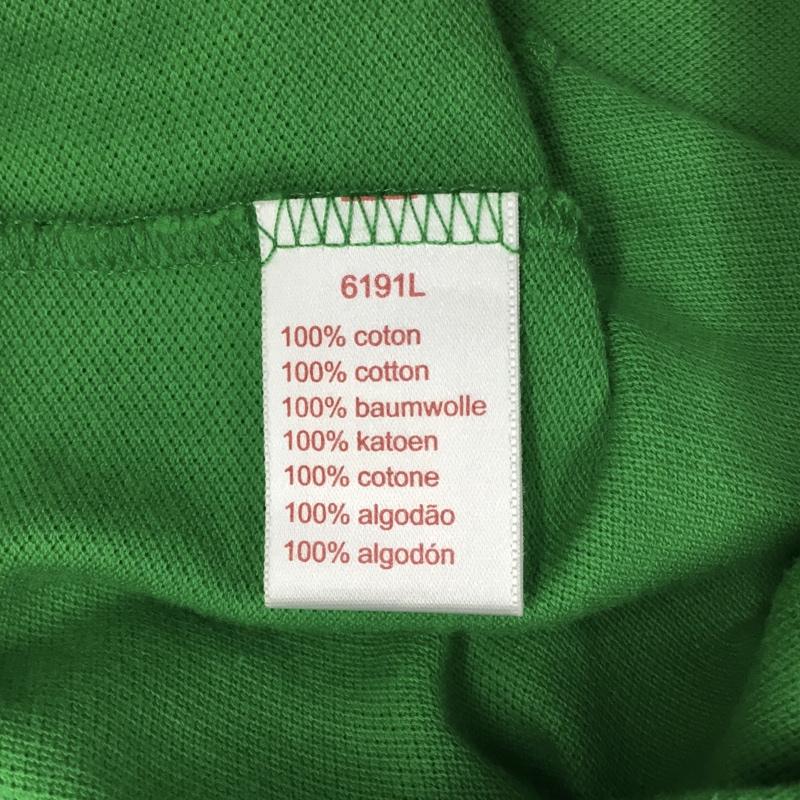 6191L
100% coton
100% cotton
100% baumwolle
100% katoen
100% cotone
100% algodão
100% algodón